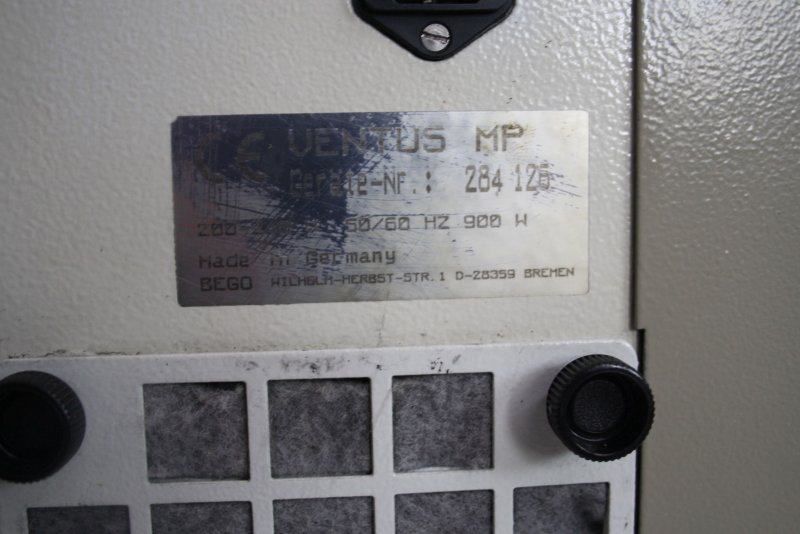 CE VENTUS MP
Geräte-Nr.: 284 126
50/60 HZ 900 W
Made in Germany
BEGO WILHELM-HERBST-STR.1 D-28359 BREMEN